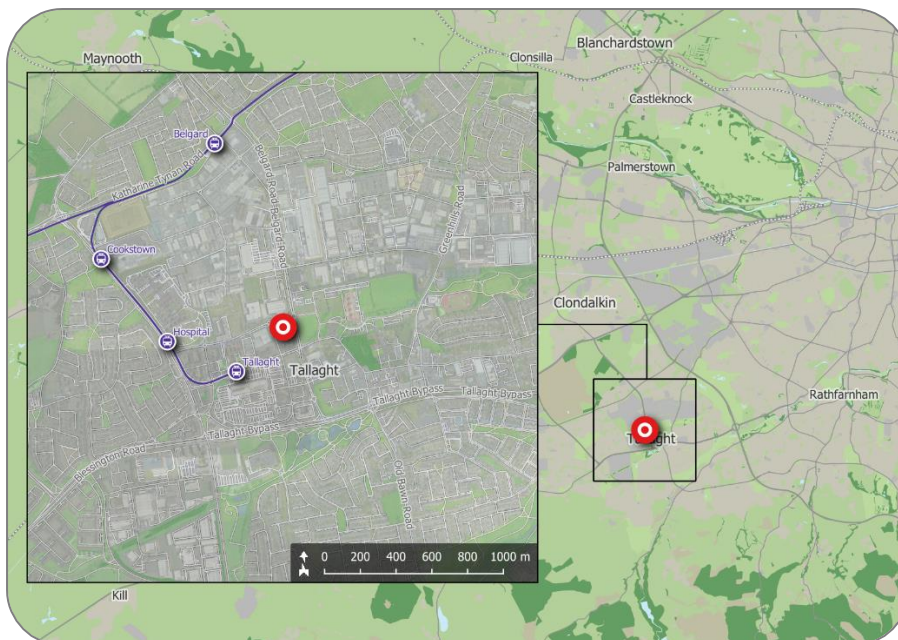 Maynooth
Clonsilla
Blanchardstown
Castleknock
Palmerstown
Clondalkin
Rathfarnham
Tallaght
Kill
Belgard
Katharine Tynan Road
Belgard Road
Belgard Road
Greenhills Road
Cookstown
Hospital
Tallaght
Tallaght
Tallaght Bypass
Tallaght Bypass
Tallaght Bypass
Blessington Road
Old Bawn Road
0 200 400 600 800 1000 m